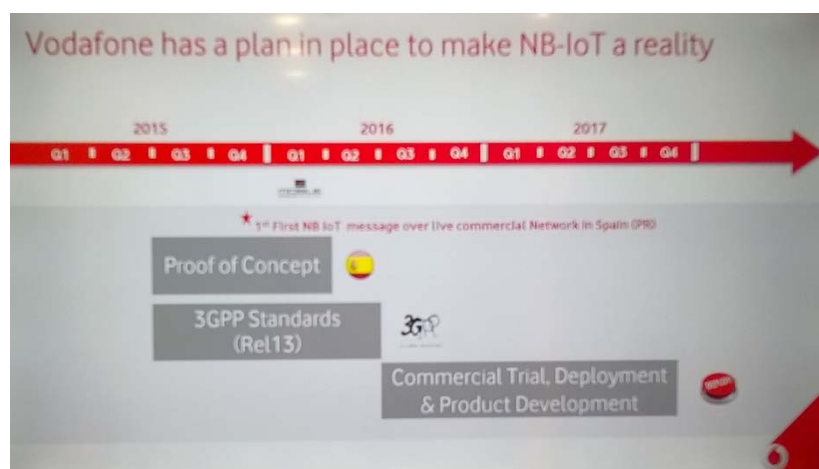 Vodafone has a plan in place to make NB-IoT a reality
2015 2016 2017
Q1 Q2 Q3 Q4 Q1 Q2 Q3 Q4 Q1 Q2 Q3 Q4
1st First NB IoT message over live commercial Network in Spain (PR)
Proof of Concept
3GPP Standards
(Rel13)
3GPP
Commercial Trial, Deployment
& Product Development